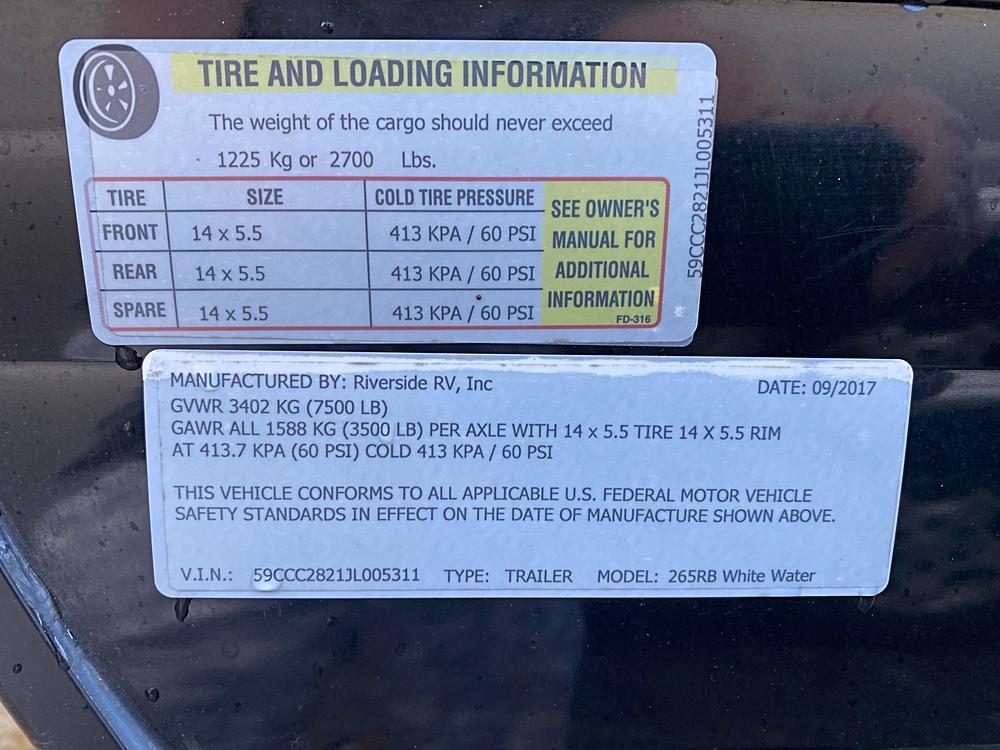 TIRE AND LOADING INFORMATION
The weight of the cargo should never exceed
1225 Kg or 2700 Lbs.
TIRE SIZE COLD TIRE PRESSURE
FRONT 14 x 5.5 413 KPA / 60 PSI
REAR 14 x 5.5 413 KPA / 60 PSI
SPARE 14 x 5.5 413 KPA / 60 PSI
SEE OWNER'S
MANUAL FOR
ADDITIONAL
INFORMATION
FD-316
59CCC2821JL005311
MANUFACTURED BY: Riverside RV, Inc DATE: 09/2017
GVWR 3402 KG (7500 LB)
GAWR ALL 1588 KG (3500 LB) PER AXLE WITH 14 x 5.5 TIRE 14 X 5.5 RIM
AT 413.7 KPA (60 PSI) COLD 413 KPA / 60 PSI
THIS VEHICLE CONFORMS TO ALL APPLICABLE U.S. FEDERAL MOTOR VEHICLE
SAFETY STANDARDS IN EFFECT ON THE DATE OF MANUFACTURE SHOWN ABOVE.
V.I.N.: 59CCC2821JL005311 TYPE: TRAILER MODEL: 265RB White Water